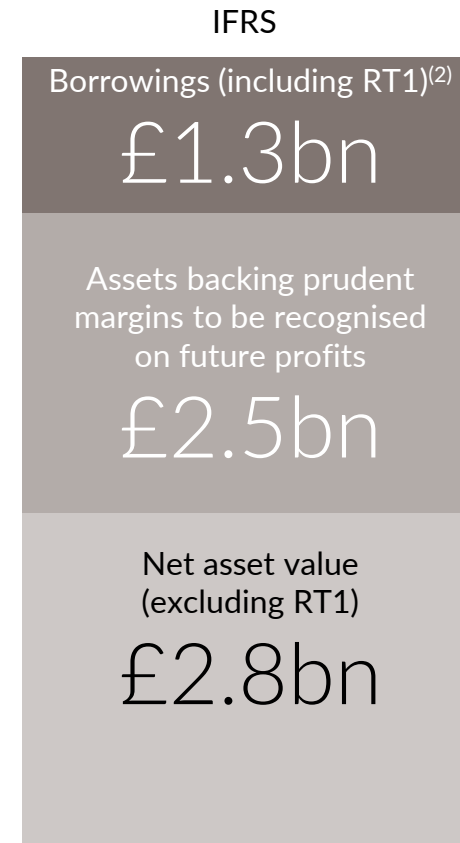 IFRS
Borrowings (including RT1)(2)
£1.3bn
Assets backing prudent
margins to be recognised
on future profits
£2.5bn
Net asset value
(excluding RT1)
£2.8bn